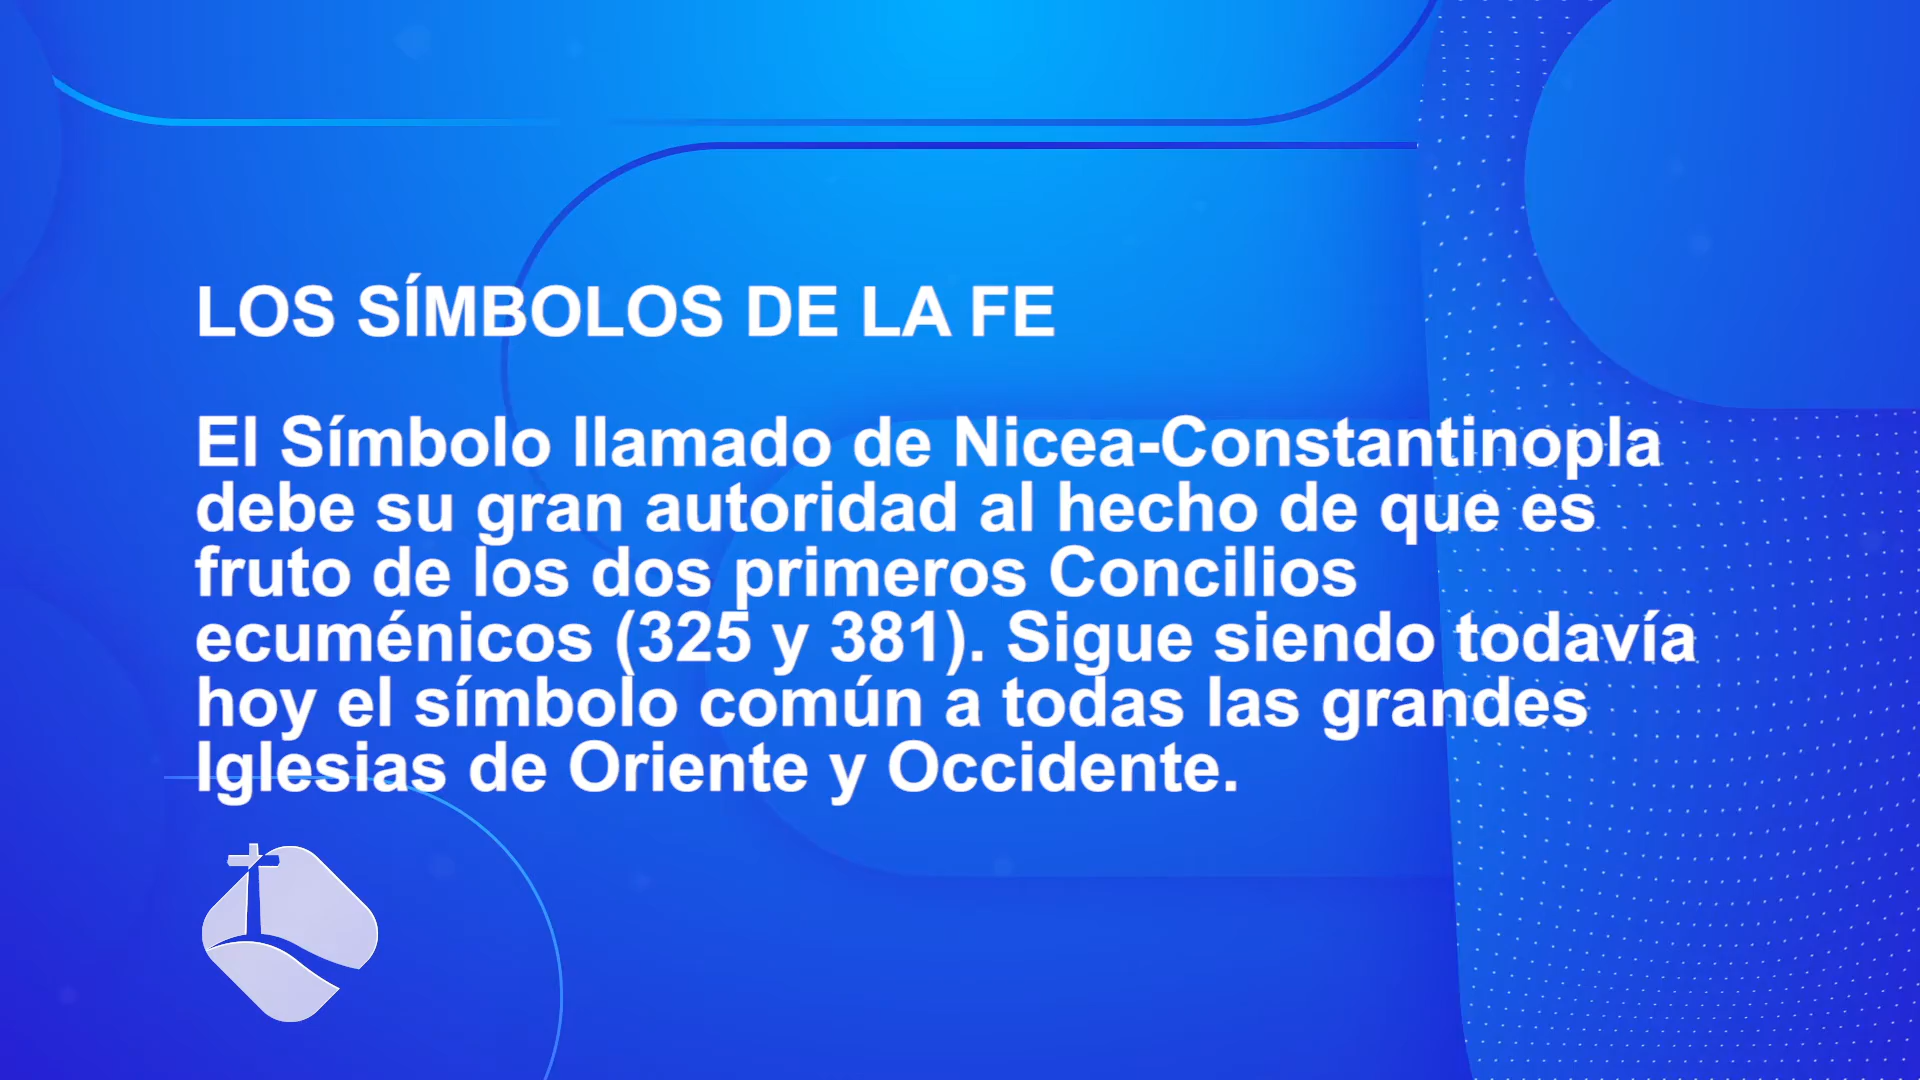 LOS SÍMBOLOS DE LA FE
El Símbolo llamado de Nicea-Constantinopla
debe su gran autoridad al hecho de que es
fruto de los dos primeros Concilios
ecuménicos (325 y 381). Sigue siendo todavía
hoy el símbolo común a todas las grandes
Iglesias de Oriente y Occidente.